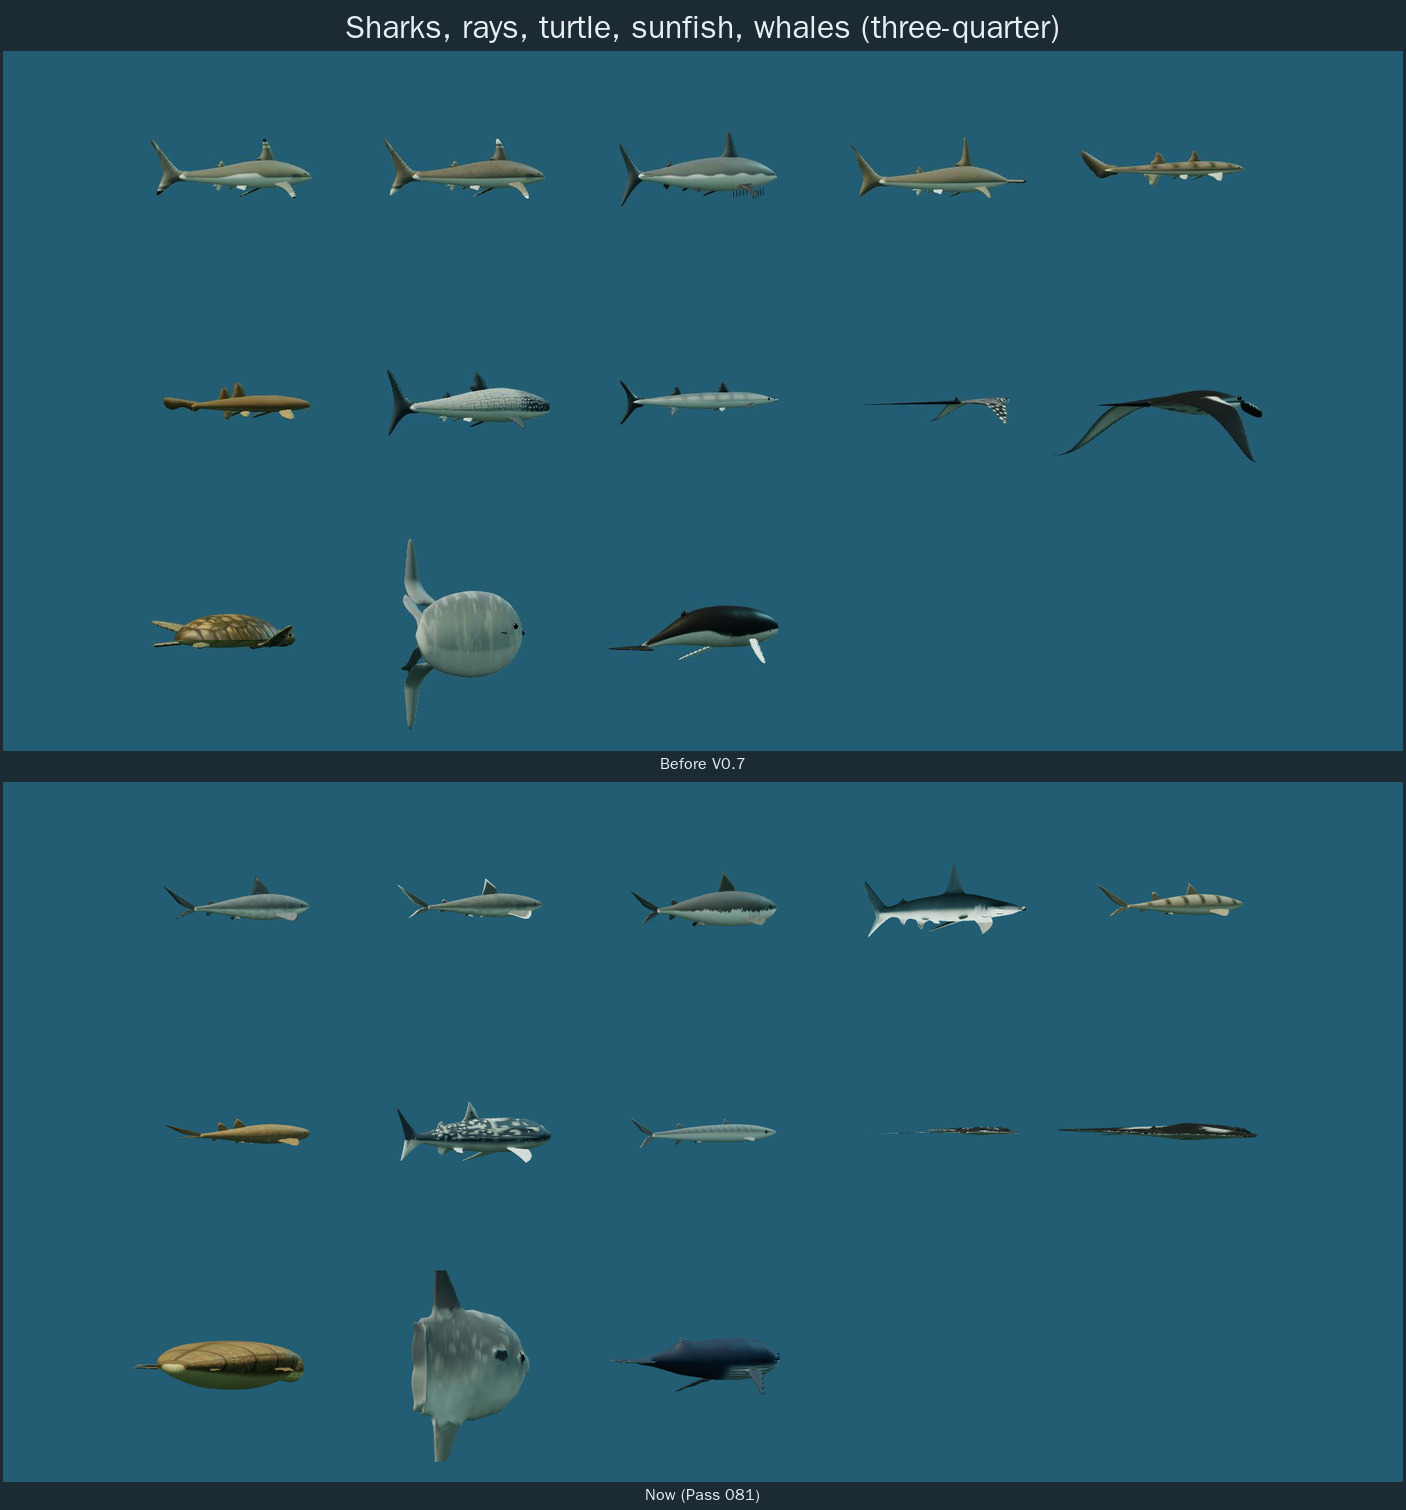 Sharks, rays, turtle, sunfish, whales (three-quarter)
Before V0.7
Now (Pass 081)